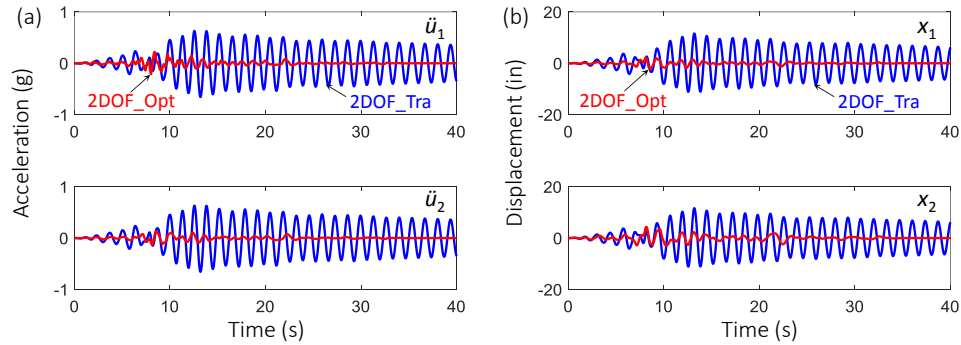 (a)
Acceleration (g)
1
0
-1
ü1
2DOF_Opt
2DOF_Tra
0 10 20 30 40
1
0
-1
ü2
0 10 20 30 40
Time (s)
(b)
Displacement (in)
20
0
-20
x1
2DOF_Opt
2DOF_Tra
0 10 20 30 40
20
0
-20
x2
0 10 20 30 40
Time (s)